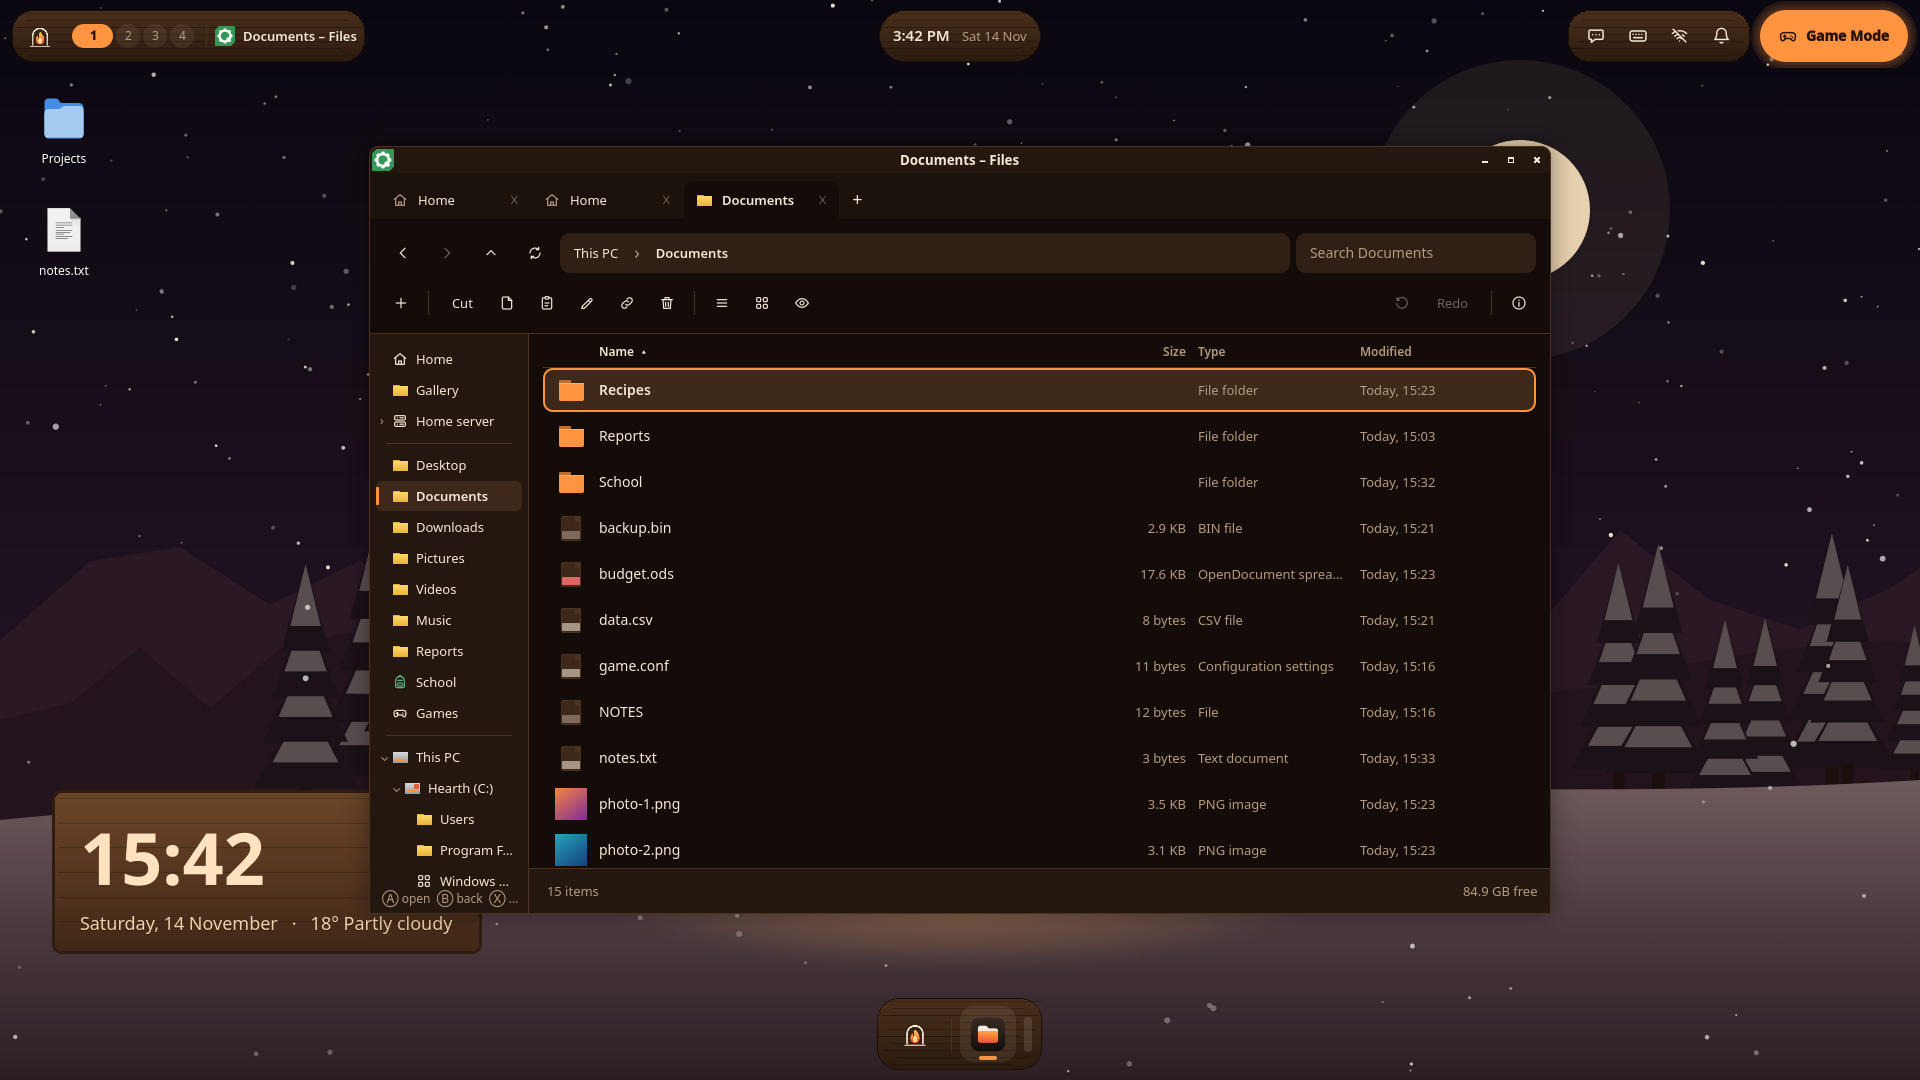 1 2 3 4 Documents – Files
3:42 PM Sat 14 Nov
Game Mode
Projects
notes.txt
Documents – Files
Home X Home X Documents X +
This PC › Documents
Search Documents
Cut
Redo
Home
Gallery
Home server
Desktop
Documents
Downloads
Pictures
Videos
Music
Reports
School
Games
This PC
Hearth (C:)
Users
Program F...
Windows ...
A open B back X ...
Name Size Type Modified
Recipes File folder Today, 15:23
Reports File folder Today, 15:03
School File folder Today, 15:32
backup.bin 2.9 KB BIN file Today, 15:21
budget.ods 17.6 KB OpenDocument sprea... Today, 15:23
data.csv 8 bytes CSV file Today, 15:21
game.conf 11 bytes Configuration settings Today, 15:16
NOTES 12 bytes File Today, 15:16
notes.txt 3 bytes Text document Today, 15:33
photo-1.png 3.5 KB PNG image Today, 15:23
photo-2.png 3.1 KB PNG image Today, 15:23
15 items 84.9 GB free
15:42
Saturday, 14 November · 18° Partly cloudy